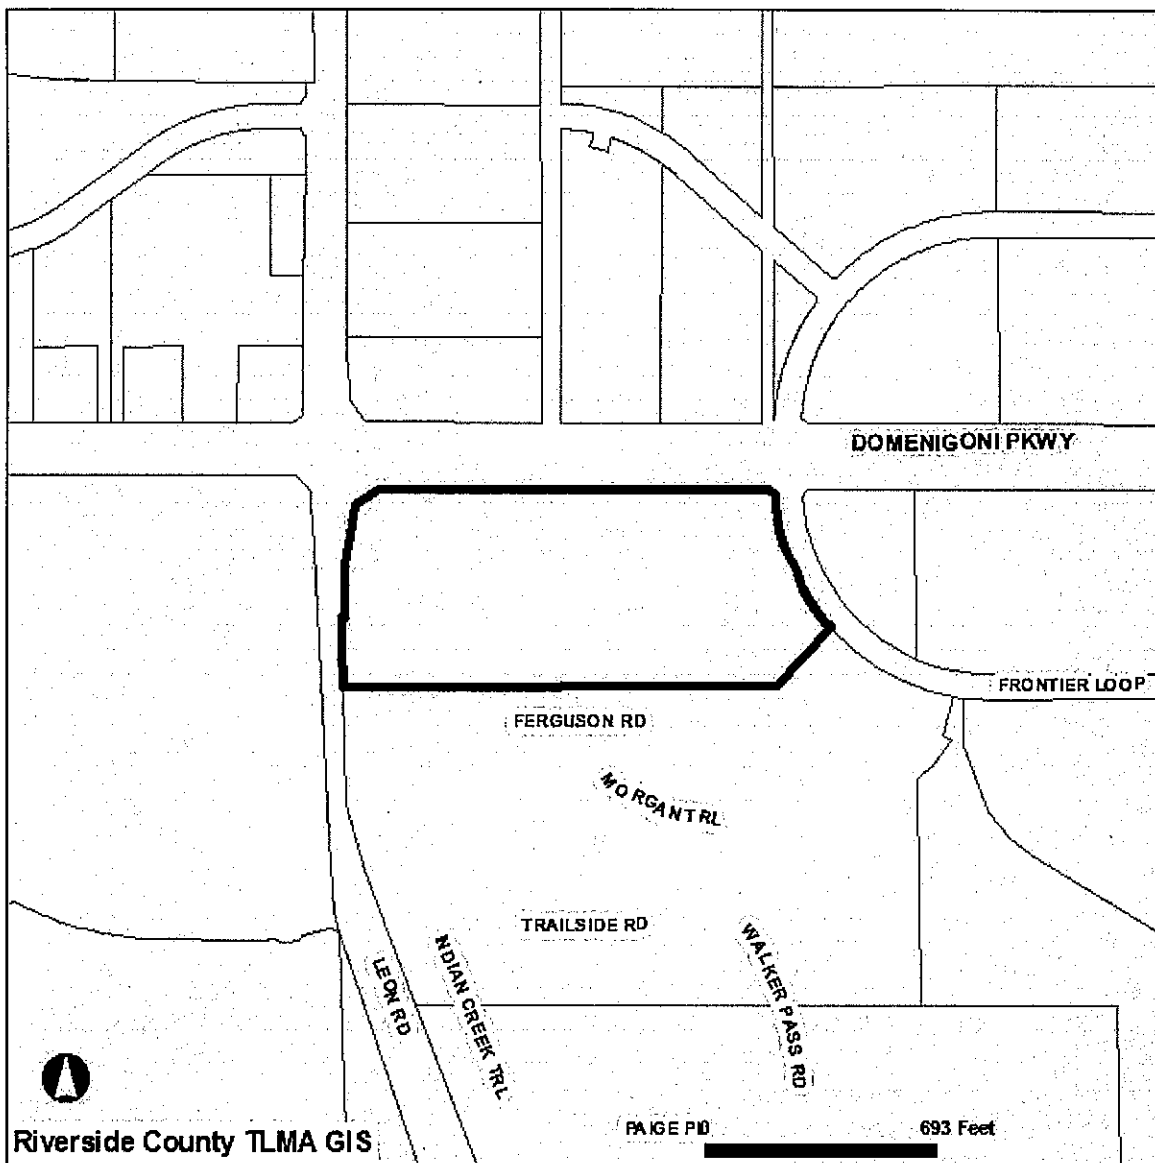 DOMENIGONI PKWY
FRONTIER LOOP
FERGUSON RD
MORGAN TRL
TRAILSIDE RD
WALKER PASS RD
NDIAN CREEK TRL
LEON RD
PAIGE
693 Feet
Riverside County TLMA GIS